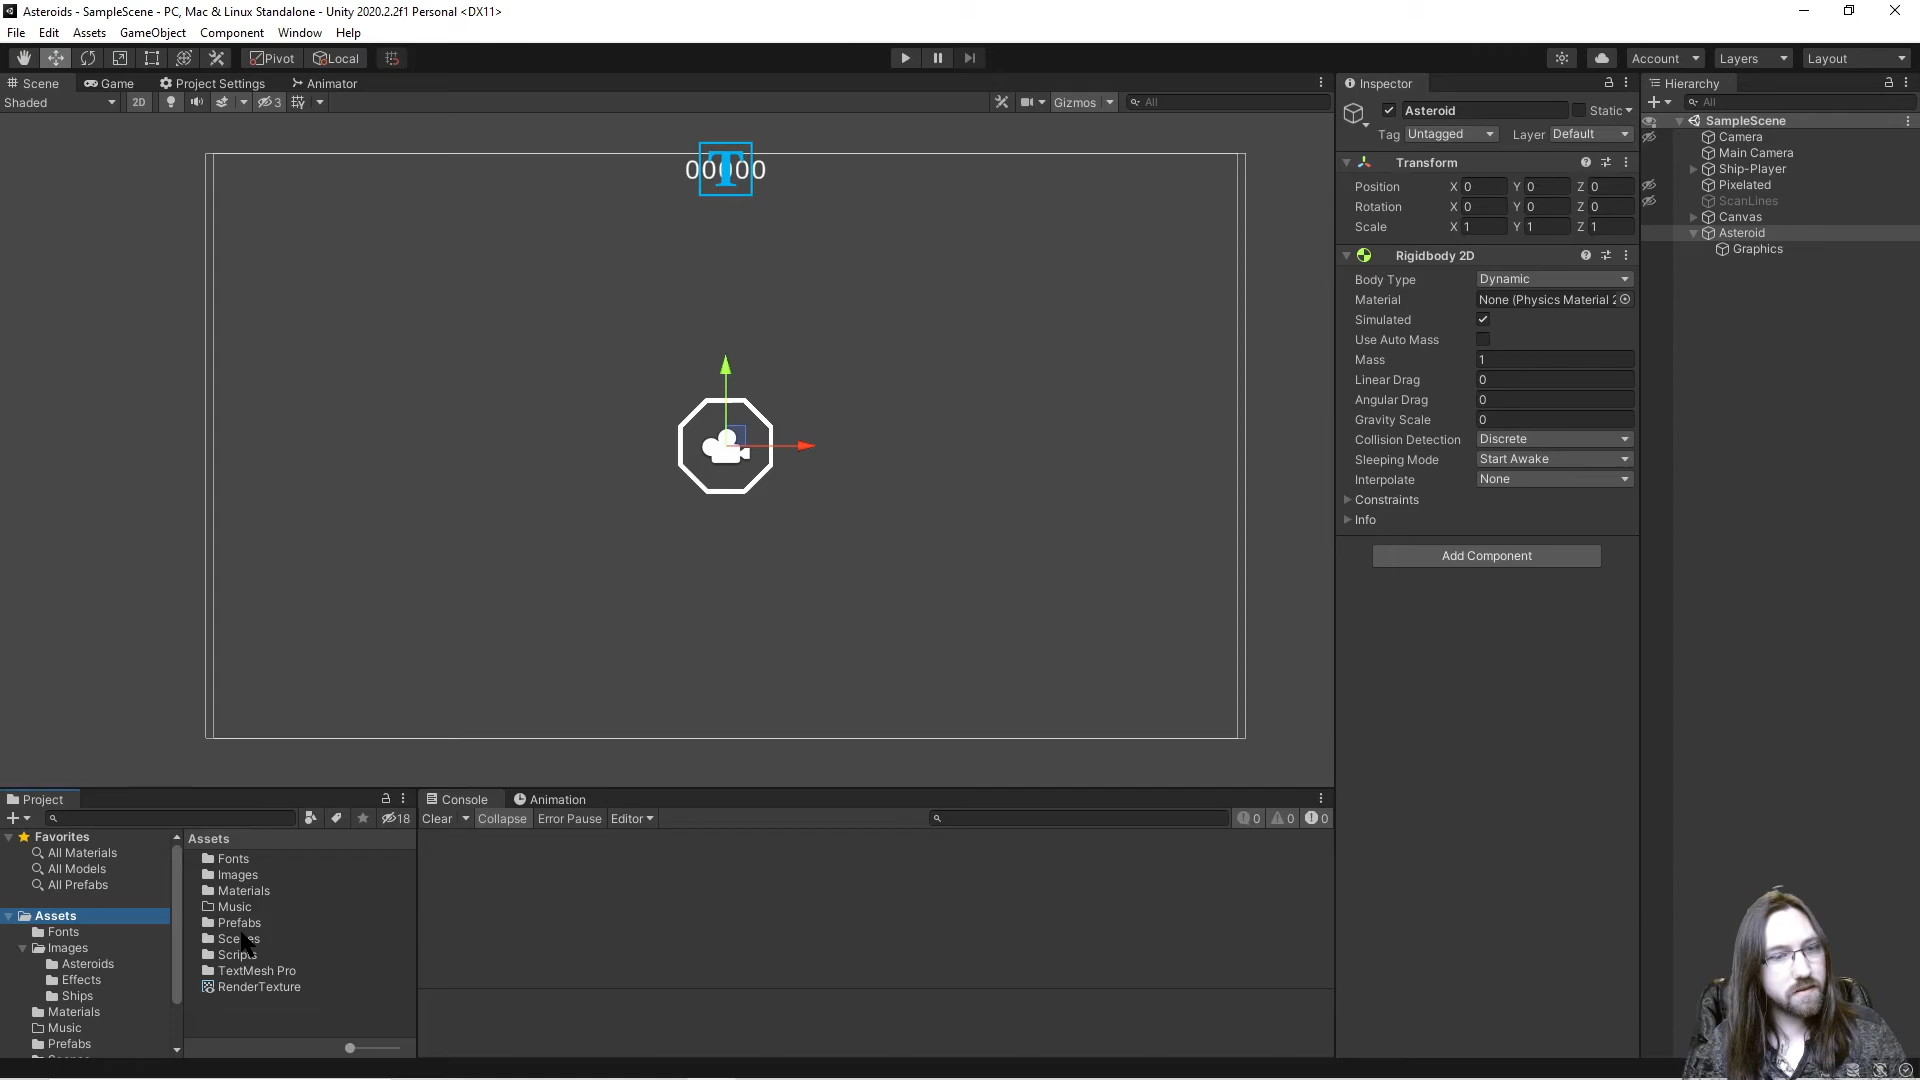 Asteroids - SampleScene - PC, Mac & Linux Standalone - Unity 2020.2.2f1 Personal <DX11>
File Edit Assets GameObject Component Window Help
Pivot Local Account Layers Layout
Scene Game Project Settings Animator
Shaded 2D 3 Gizmos All
00000
T
Inspector
Asteroid Static
Tag Untagged Layer Default
Transform
Position X 0 Y 0 Z 0
Rotation X 0 Y 0 Z 0
Scale X 1 Y 1 Z 1
Rigidbody 2D
Body Type Dynamic
Material None (Physics Material 2
Simulated
Use Auto Mass
Mass 1
Linear Drag 0
Angular Drag 0
Gravity Scale 0
Collision Detection Discrete
Sleeping Mode Start Awake
Interpolate None
Constraints
Info
Add Component
Hierarchy
All
SampleScene
Camera
Main Camera
Ship-Player
Pixelated
ScanLines
Canvas
Asteroid
Graphics
Project
18
Favorites
All Materials
All Models
All Prefabs
Assets
Fonts
Images
Asteroids
Effects
Ships
Materials
Music
Prefabs
Assets
Fonts
Images
Materials
Music
Prefabs
Scenes
Scripts
TextMesh Pro
RenderTexture
Console Animation
Clear Collapse Error Pause Editor 0 0 0